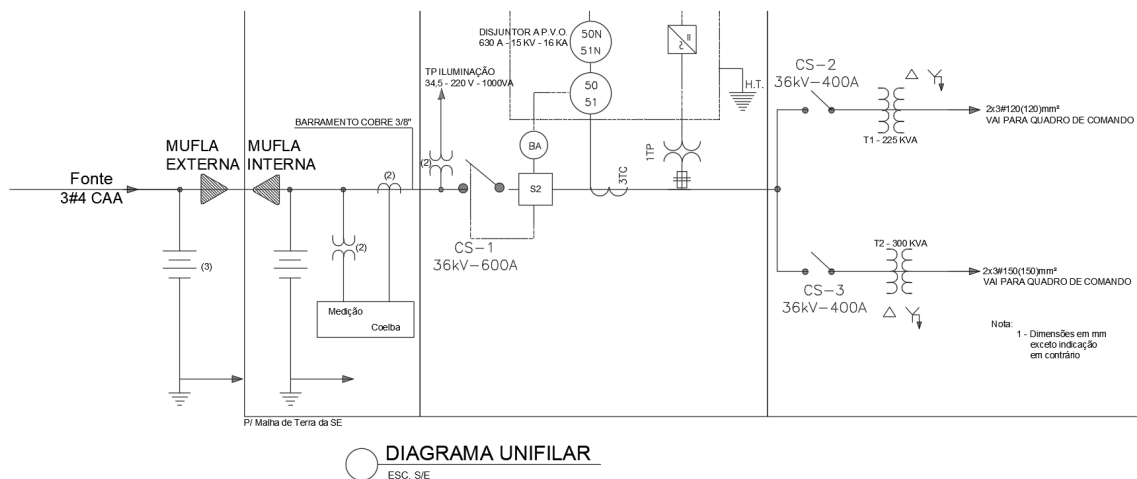 DISJUNTOR A P.V.O.
630 A - 15 KV - 16 KA
50N
51N
50
51
H.T.
TP ILUMINAÇÃO
34,5 - 220 V - 1000VA
BARRAMENTO COBRE 3/8"
MUFLA
EXTERNA
MUFLA
INTERNA
Fonte
3#4 CAA
(3)
(2)
(2)
(2)
Medição
Coelba
BA
S2
3TC
1TP
CS-1
36kV-600A
CS-2
36kV-400A
T1 - 225 KVA
2x3#120(120)mm²
VAI PARA QUADRO DE COMANDO
T2 - 300 KVA
CS-3
36kV-400A
2x3#150(150)mm²
VAI PARA QUADRO DE COMANDO
Nota:
1 - Dimensões em mm
exceto indicação
em contrário
P/ Malha de Terra da SE
DIAGRAMA UNIFILAR
ESC. S/E